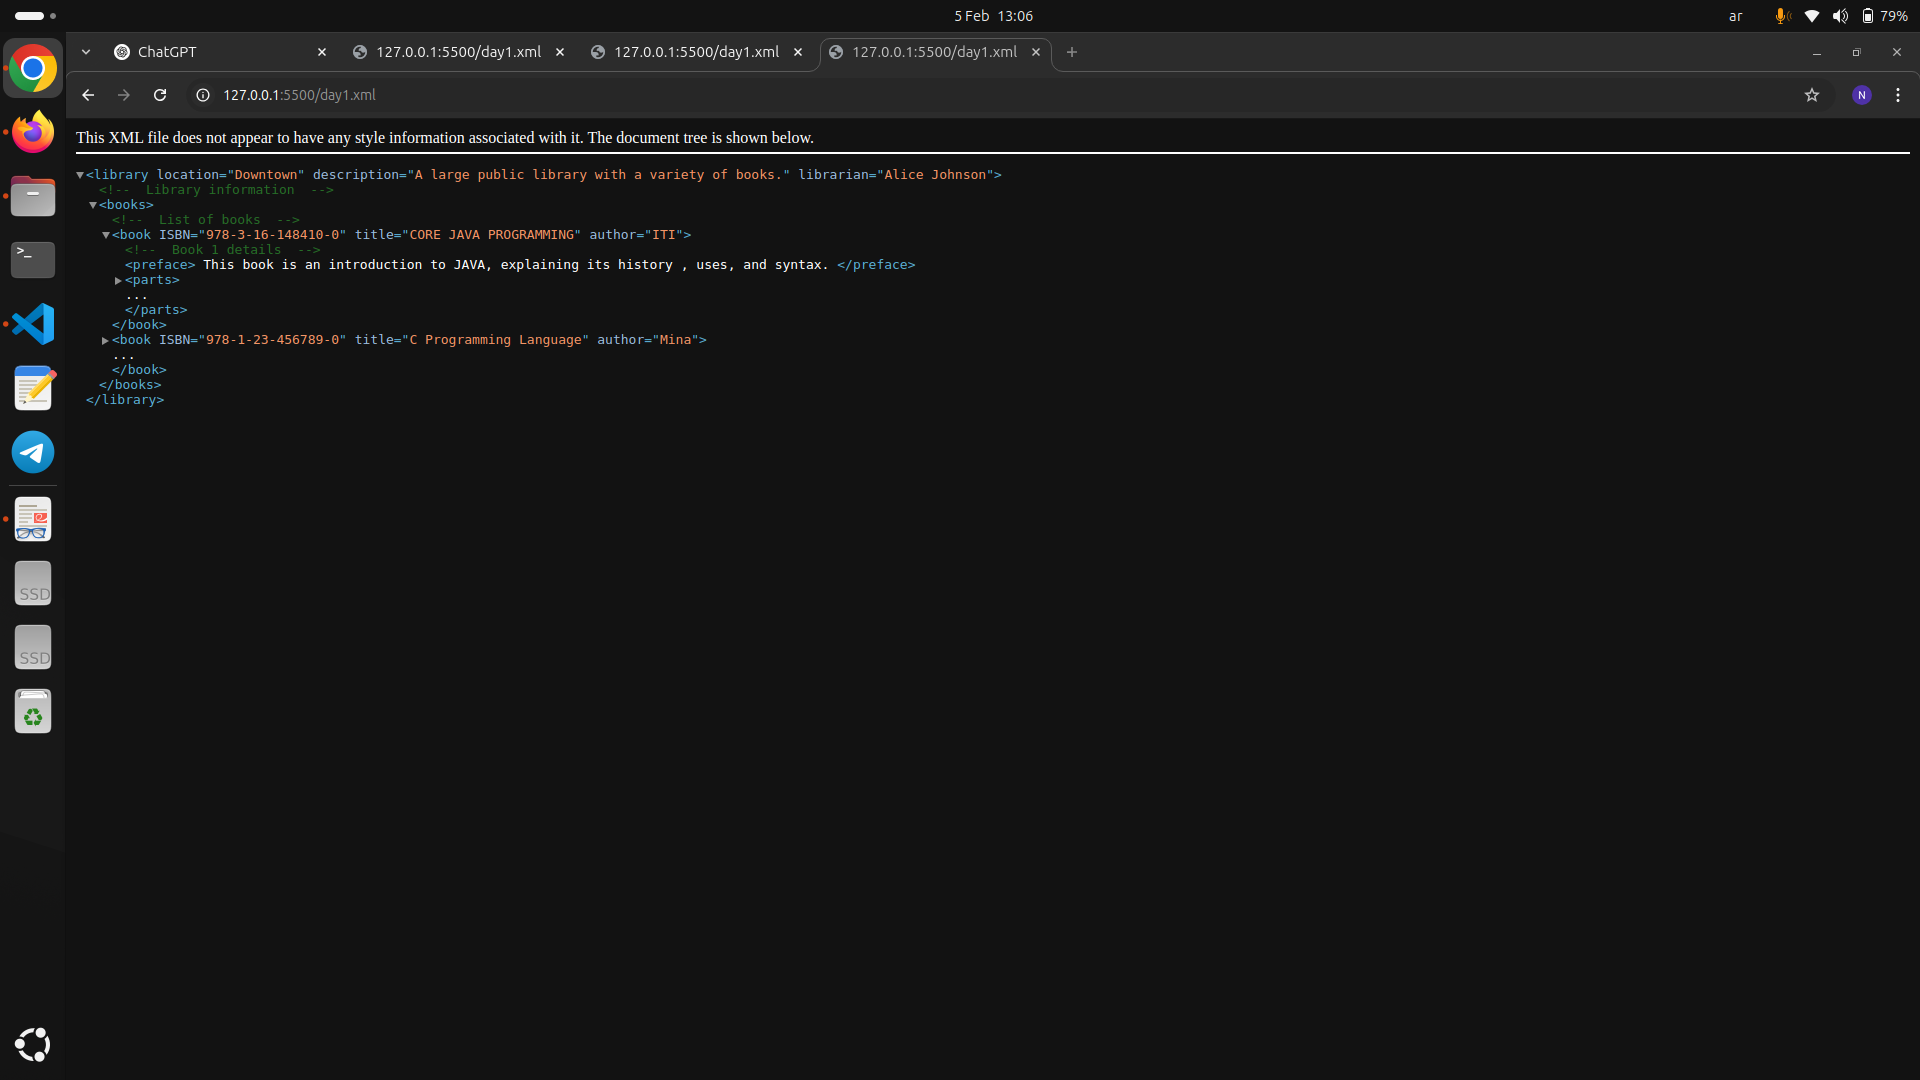 5 Feb 13:06
ar
79%
ChatGPT
127.0.0.1:5500/day1.xml
127.0.0.1:5500/day1.xml
127.0.0.1:5500/day1.xml
127.0.0.1:5500/day1.xml
N
This XML file does not appear to have any style information associated with it. The document tree is shown below.
<library location="Downtown" description="A large public library with a variety of books." librarian="Alice Johnson">
<!-- Library information -->
<books>
<!-- List of books -->
<book ISBN="978-3-16-148410-0" title="CORE JAVA PROGRAMMING" author="ITI">
<!-- Book 1 details -->
<preface> This book is an introduction to JAVA, explaining its history , uses, and syntax. </preface>
<parts>
...
</parts>
</book>
<book ISBN="978-1-23-456789-0" title="C Programming Language" author="Mina">
...
</book>
</books>
</library>
>_
SSD
SSD